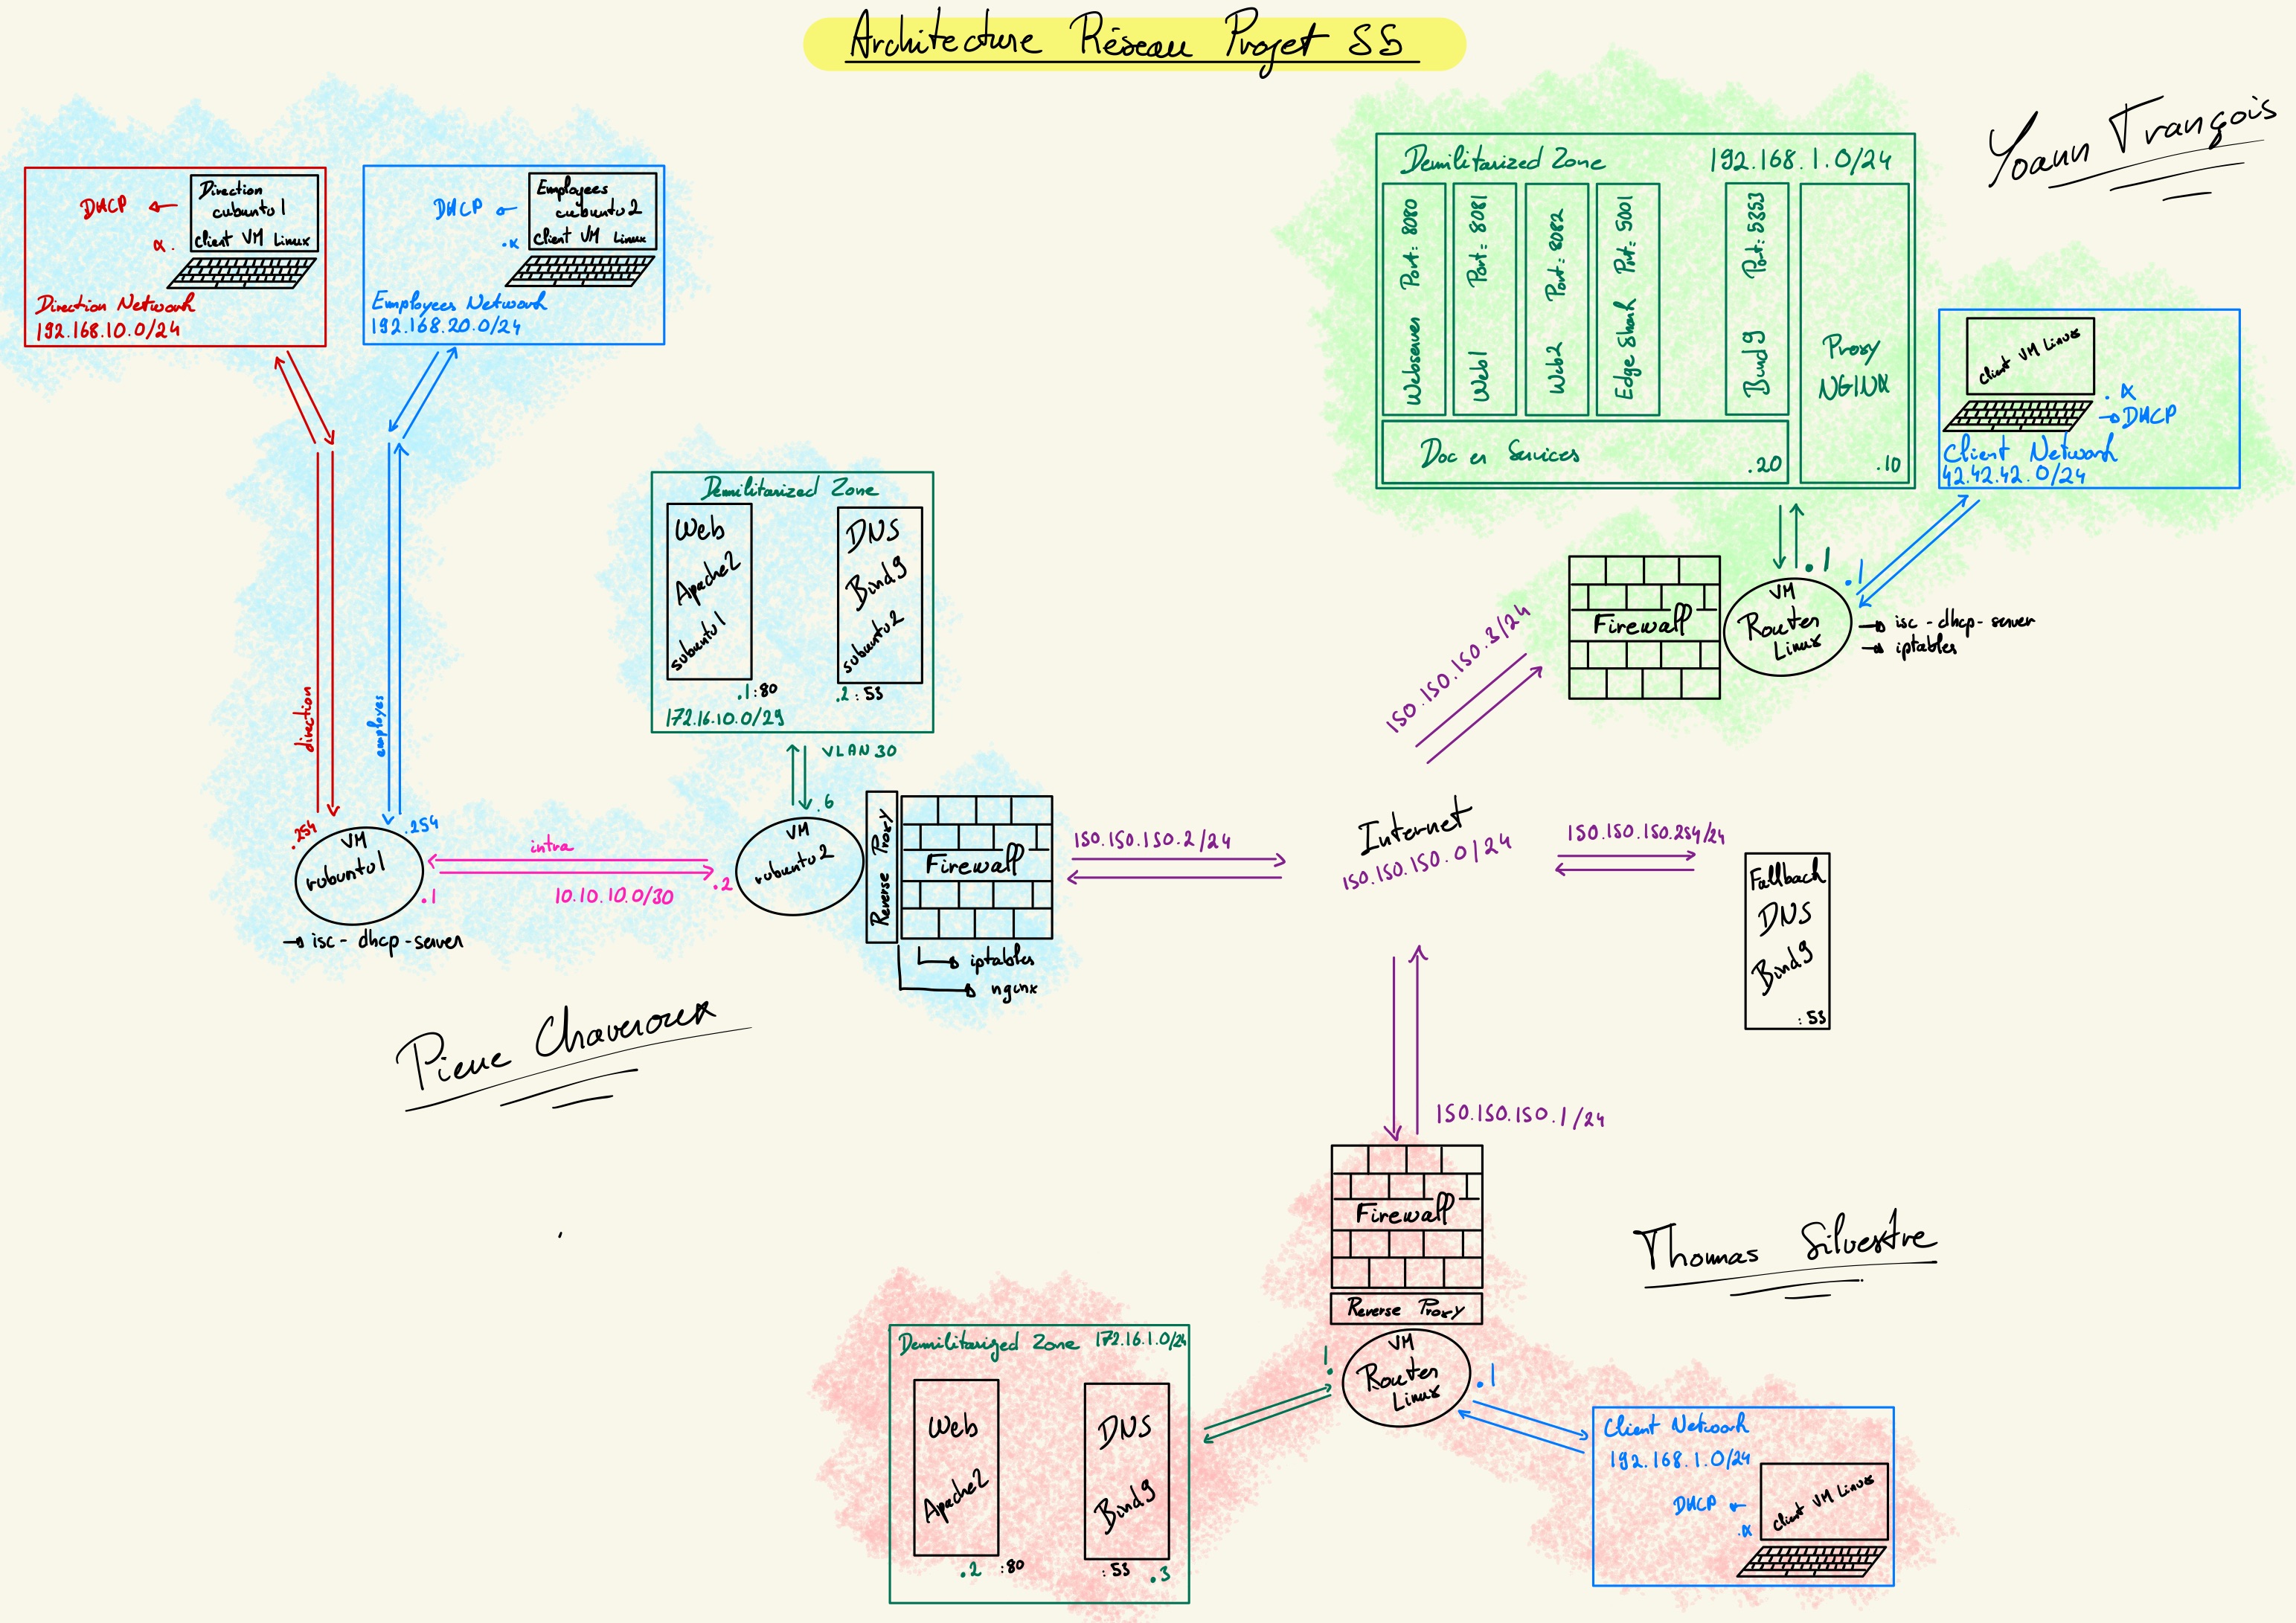 Architecture Réseau Projet S5
Yoann François
DHCP
Direction
cubuntu1
Client VM Linux
Direction Network
192.168.10.0/24
DHCP
.x
Employees
cubuntu2
Client VM Linux
Employees Network
192.168.20.0/24
direction
employes
.254
.254
VM
rubuntu1
.1
isc-dhcp-server
intra
10.10.10.0/30
.2
Demilitarized Zone
Web
Apache2
subuntu1
.1:80
DNS
Bind9
subuntu2
.2:53
172.16.10.0/29
VLAN 30
.6
VM
rubuntu2
Reverse Proxy
Firewall
iptables
nginx
Pierre Chaveroux
150.150.150.2/24
Internet
150.150.150.0/24
150.150.150.3/24
150.150.150.254/24
Fallback
DNS
Bind9
:53
Demilitarized Zone
192.168.1.0/24
Webserver Port: 8080
Web1 Port: 8081
Web2 Port: 8082
Edge Shark Port: 5001
Bind9 Port: 5353
Proxy
NGINX
.10
Docker Services
.20
Client VM Linux
.x
DHCP
Client Network
42.42.42.0/24
.1
.1
Firewall
VM
Router
Linux
isc-dhcp-server
iptables
150.150.150.1/24
Firewall
Reverse Proxy
VM
Router
Linux
.1
.1
Thomas Silvestre
Demilitarized Zone 172.16.1.0/24
Web
Apache2
.2 :80
DNS
Bind9
:53 .3
Client Network
192.168.1.0/24
DHCP
.x
Client VM Linux